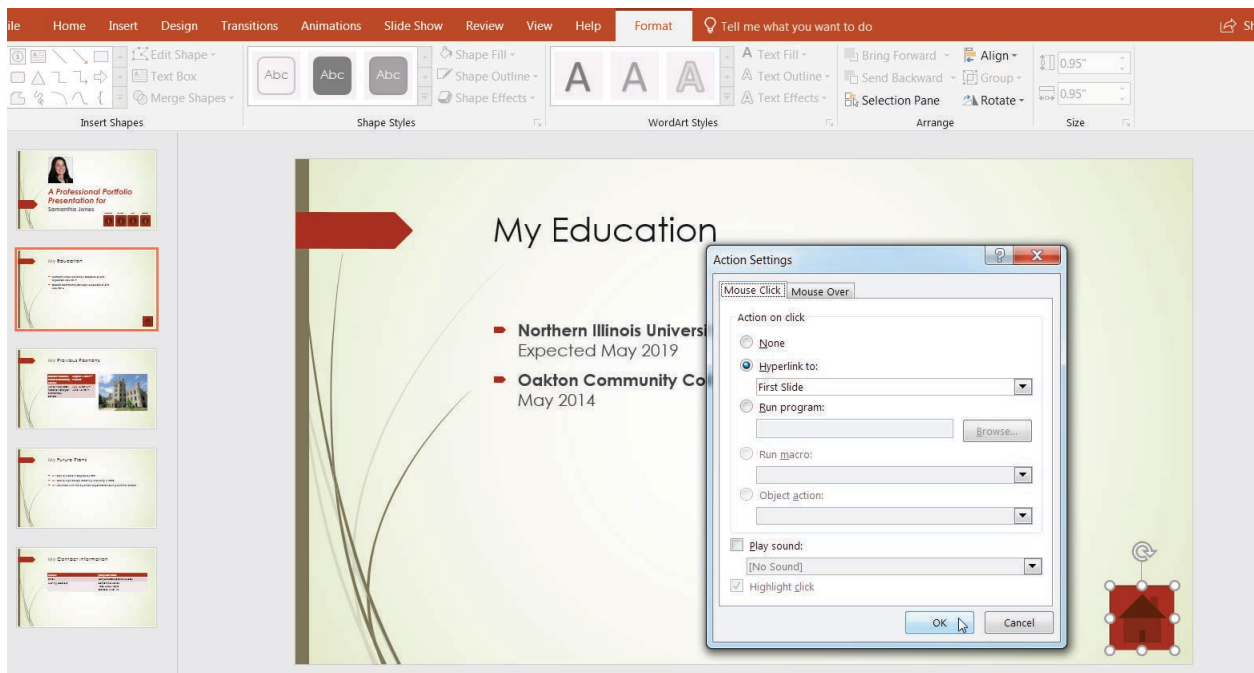 ile Home Insert Design Transitions Animations Slide Show Review View Help Format Tell me what you want to do Sh
Edit Shape
Text Box
Merge Shapes
Insert Shapes
Abc Abc Abc
Shape Fill
Shape Outline
Shape Effects
Shape Styles
A A A
A Text Fill
A Text Outline
A Text Effects
WordArt Styles
Bring Forward
Send Backward
Selection Pane
Align
Group
Rotate
Arrange
0.95"
0.95"
Size
A Professional Portfolio
Presentation for
Samantha Jones
My Education
My Previous Positions
My Future Plans
My Contact Information
My Education
Northern Illinois Universi
Expected May 2019
Oakton Community Co
May 2014
Action Settings
?
X
Mouse Click Mouse Over
Action on click
None
Hyperlink to:
First Slide
Run program:
Browse...
Run macro:
Object action:
Play sound:
[No Sound]
Highlight click
OK Cancel